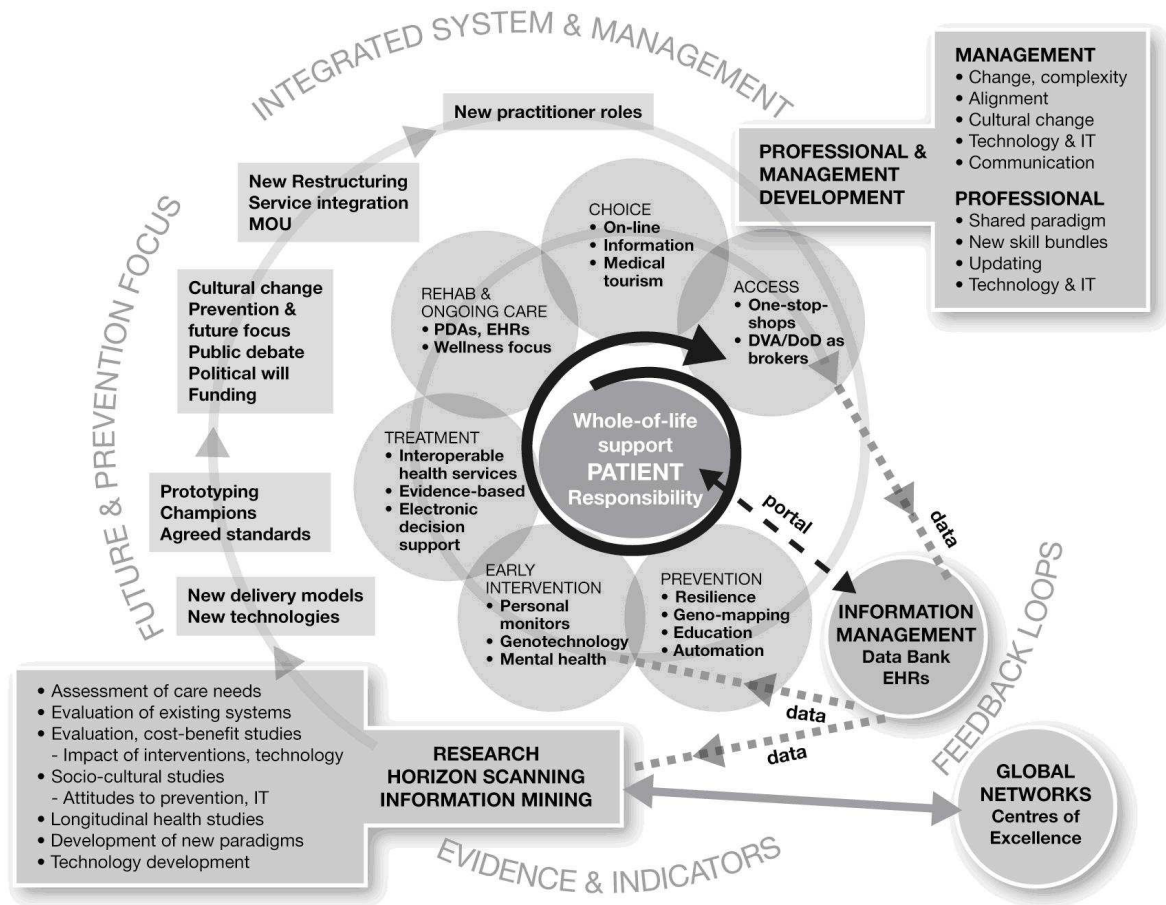 INTEGRATED SYSTEM & MANAGEMENT
FUTURE & PREVENTION FOCUS
EVIDENCE & INDICATORS
FEEDBACK LOOPS
MANAGEMENT
• Change, complexity
• Alignment
• Cultural change
• Technology & IT
• Communication
PROFESSIONAL
• Shared paradigm
• New skill bundles
• Updating
• Technology & IT
PROFESSIONAL &
MANAGEMENT
DEVELOPMENT
New practitioner roles
New Restructuring
Service integration
MOU
Cultural change
Prevention &
future focus
Public debate
Political will
Funding
Prototyping
Champions
Agreed standards
New delivery models
New technologies
CHOICE
• On-line
• Information
• Medical
tourism
ACCESS
• One-stop-
shops
• DVA/DoD as
brokers
REHAB &
ONGOING CARE
• PDAs, EHRs
• Wellness focus
TREATMENT
• Interoperable
health services
• Evidence-based
• Electronic
decision
support
EARLY
INTERVENTION
• Personal
monitors
• Genotechnology
• Mental health
PREVENTION
• Resilience
• Geno-mapping
• Education
• Automation
Whole-of-life
support
PATIENT
Responsibility
portal
data
data
data
INFORMATION
MANAGEMENT
Data Bank
EHRs
GLOBAL
NETWORKS
Centres of
Excellence
RESEARCH
HORIZON SCANNING
INFORMATION MINING
• Assessment of care needs
• Evaluation of existing systems
• Evaluation, cost-benefit studies
- Impact of interventions, technology
• Socio-cultural studies
- Attitudes to prevention, IT
• Longitudinal health studies
• Development of new paradigms
• Technology development